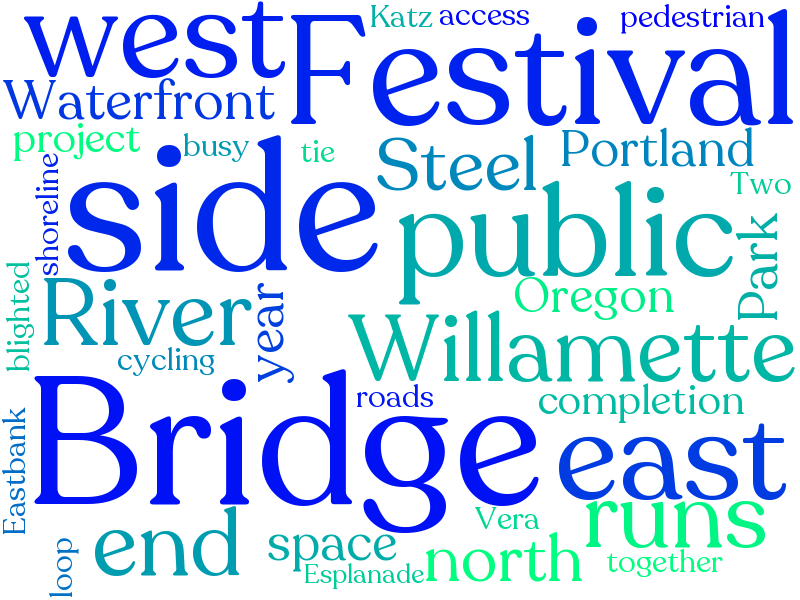 west
Festival
Katz
access
pedestrian
Waterfront
project
busy
tie
Steel
Portland
Two
shoreline
side
public
Park
blighted
River
year
Oregon
Willamette
cycling
roads
completion
Bridge
Eastbank
east
end
space
Vera
runs
loop
Esplanade
north
together